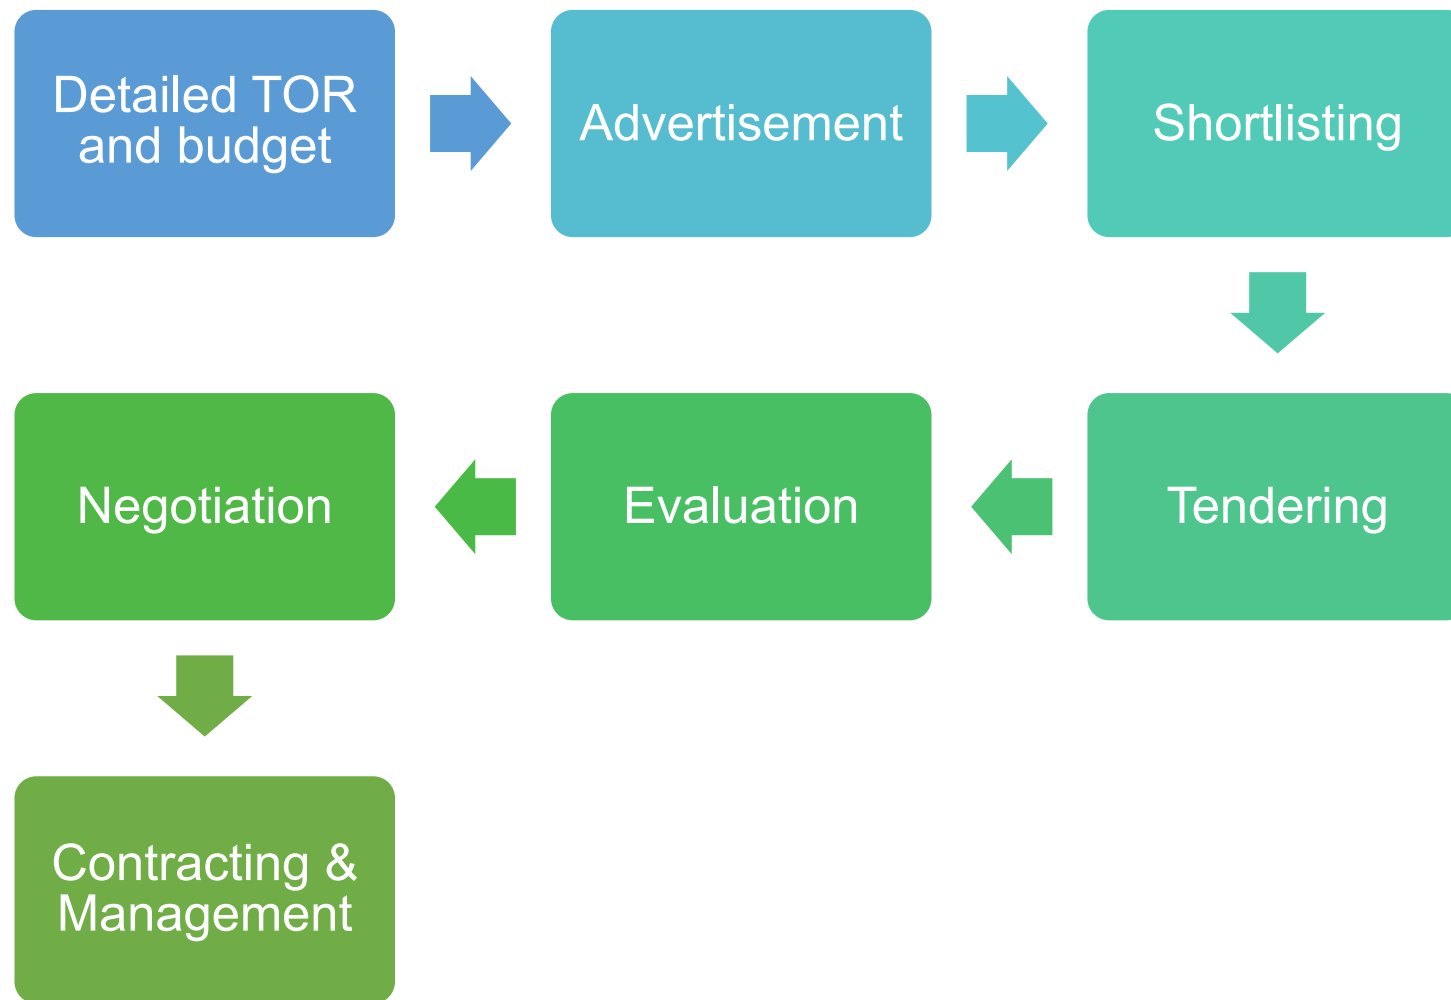 Detailed TOR
and budget
Advertisement
Shortlisting
Tendering
Evaluation
Negotiation
Contracting &
Management